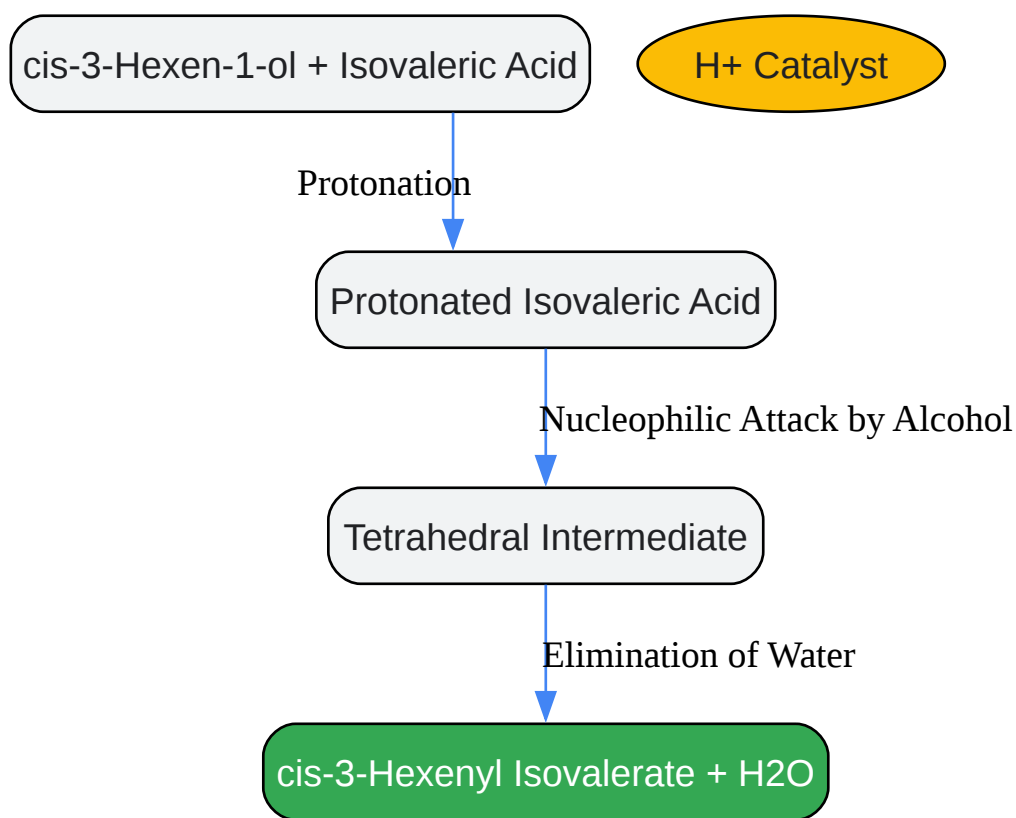 cis-3-Hexen-1-ol + Isovaleric Acid
H+ Catalyst
Protonation
Protonated Isovaleric Acid
Nucleophilic Attack by Alcohol
Tetrahedral Intermediate
Elimination of Water
cis-3-Hexenyl Isovalerate + H2O